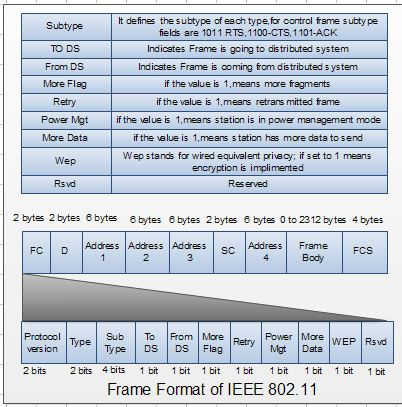 Subtype It defines the subtype of each type,for control frame subtype
fields are 1011 RTS,1100-CTS,1101-ACK
TO DS Indicates Frame is going to distributed system
From DS Indicates Frame is coming from distributed system
More Flag if the value is 1,means more fragments
Retry if the value is 1,means retransmitted frame
Power Mgt if the value is 1,means station is in power management mode
More Data if the value is 1,means station has more data to send
Wep Wep stands for wired equivalent privacy; if set to 1 means
encryption is implimented
Rsvd Reserved
2 bytes 2 bytes 6 bytes 6 bytes 6 bytes 2 bytes 6 bytes 0 to 2312 bytes 4 bytes
FC D Address 1 Address 2 Address 3 SC Address 4 Frame Body FCS
Protocol version Type Sub Type To DS From DS More Flag Retry Power Mgt More Data WEP Rsvd
2 bits 2 bits 4 bits 1 bit 1 bit 1 bit 1 bit 1 bit 1 bit 1 bit 1 bit
Frame Format of IEEE 802.11